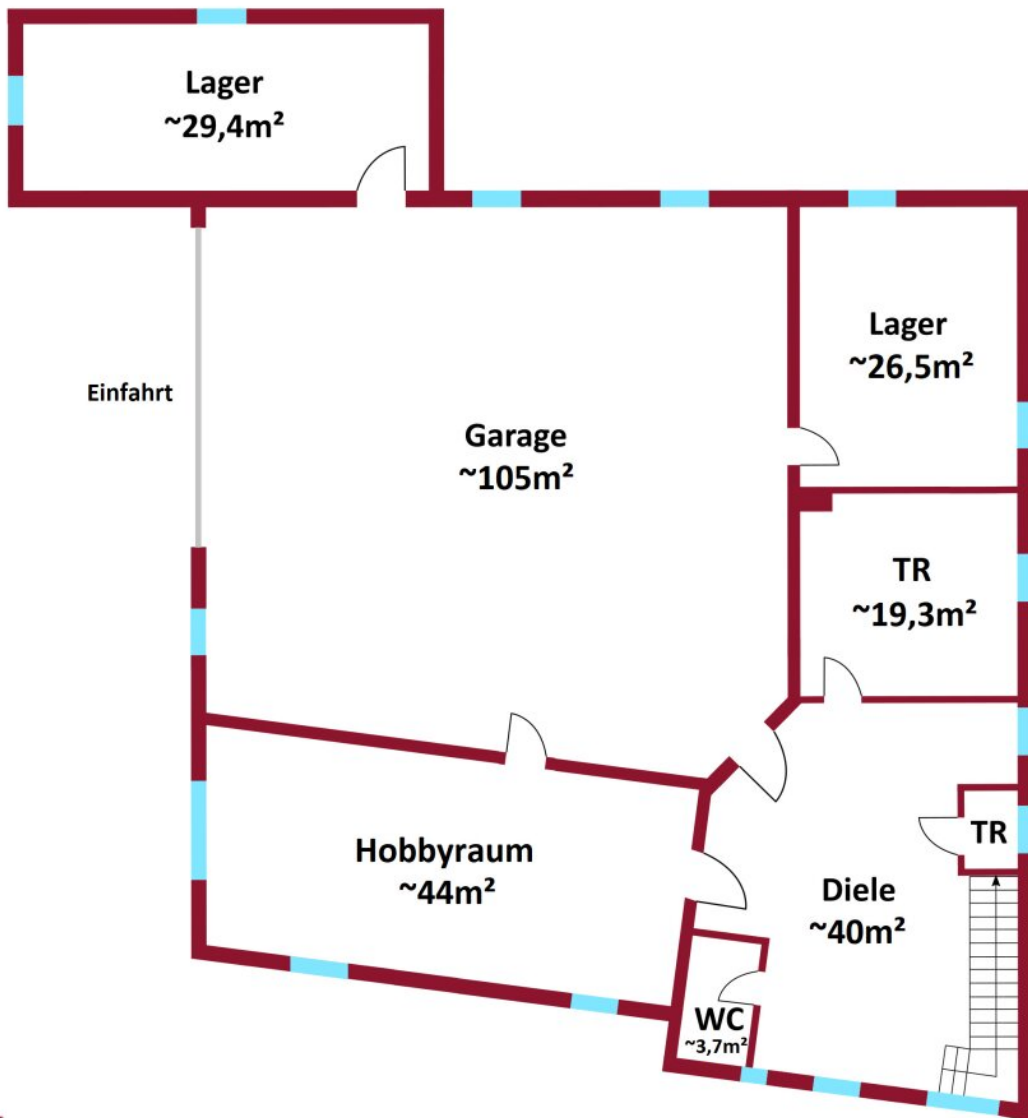 Lager
~29,4m²
Lager
~26,5m²
Einfahrt
Garage
~105m²
TR
~19,3m²
Hobbyraum
~44m²
TR
Diele
~40m²
WC
~3,7m²